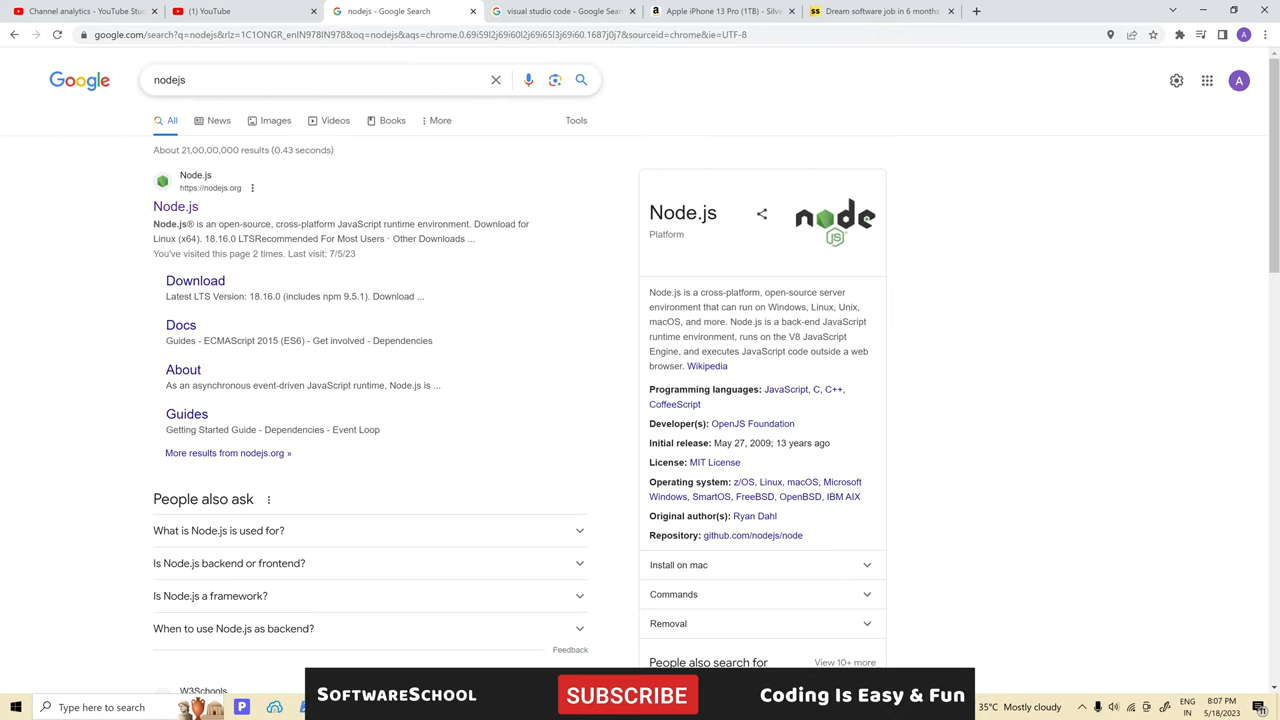 Channel analytics - YouTube Stu
(1) YouTube
nodejs - Google Search
visual studio code - Google Sear
Apple iPhone 13 Pro (1TB) - Silve
Dream software job in 6 months
google.com/search?q=nodejs&rlz=1C1ONGR_enIN978IN978&oq=nodejs&aqs=chrome.0.69i59l2j69i60l2j69i65l3j69i60.1687j0j7&sourceid=chrome&ie=UTF-8
A
Google
nodejs
A
All
News
Images
Videos
Books
More
Tools
About 21,00,00,000 results (0.43 seconds)
Node.js
https://nodejs.org
Node.js
Node.js® is an open-source, cross-platform JavaScript runtime environment. Download for
Linux (x64). 18.16.0 LTSRecommended For Most Users · Other Downloads ...
You've visited this page 2 times. Last visit: 7/5/23
Download
Latest LTS Version: 18.16.0 (includes npm 9.5.1). Download ...
Docs
Guides - ECMAScript 2015 (ES6) - Get involved - Dependencies
About
As an asynchronous event-driven JavaScript runtime, Node.js is ...
Guides
Getting Started Guide - Dependencies - Event Loop
More results from nodejs.org »
People also ask
What is Node.js is used for?
Is Node.js backend or frontend?
Is Node.js a framework?
When to use Node.js as backend?
Feedback
W3Schools
Node.js
Platform
node
JS
Node.js is a cross-platform, open-source server
environment that can run on Windows, Linux, Unix,
macOS, and more. Node.js is a back-end JavaScript
runtime environment, runs on the V8 JavaScript
Engine, and executes JavaScript code outside a web
browser. Wikipedia
Programming languages: JavaScript, C, C++,
CoffeeScript
Developer(s): OpenJS Foundation
Initial release: May 27, 2009; 13 years ago
License: MIT License
Operating system: z/OS, Linux, macOS, Microsoft
Windows, SmartOS, FreeBSD, OpenBSD, IBM AIX
Original author(s): Ryan Dahl
Repository: github.com/nodejs/node
Install on mac
Commands
Removal
People also search for
View 10+ more
SOFTWARESCHOOL
SUBSCRIBE
Coding Is Easy & Fun
Type here to search
P
35°C Mostly cloudy
ENG
IN
8:07 PM
5/18/2023